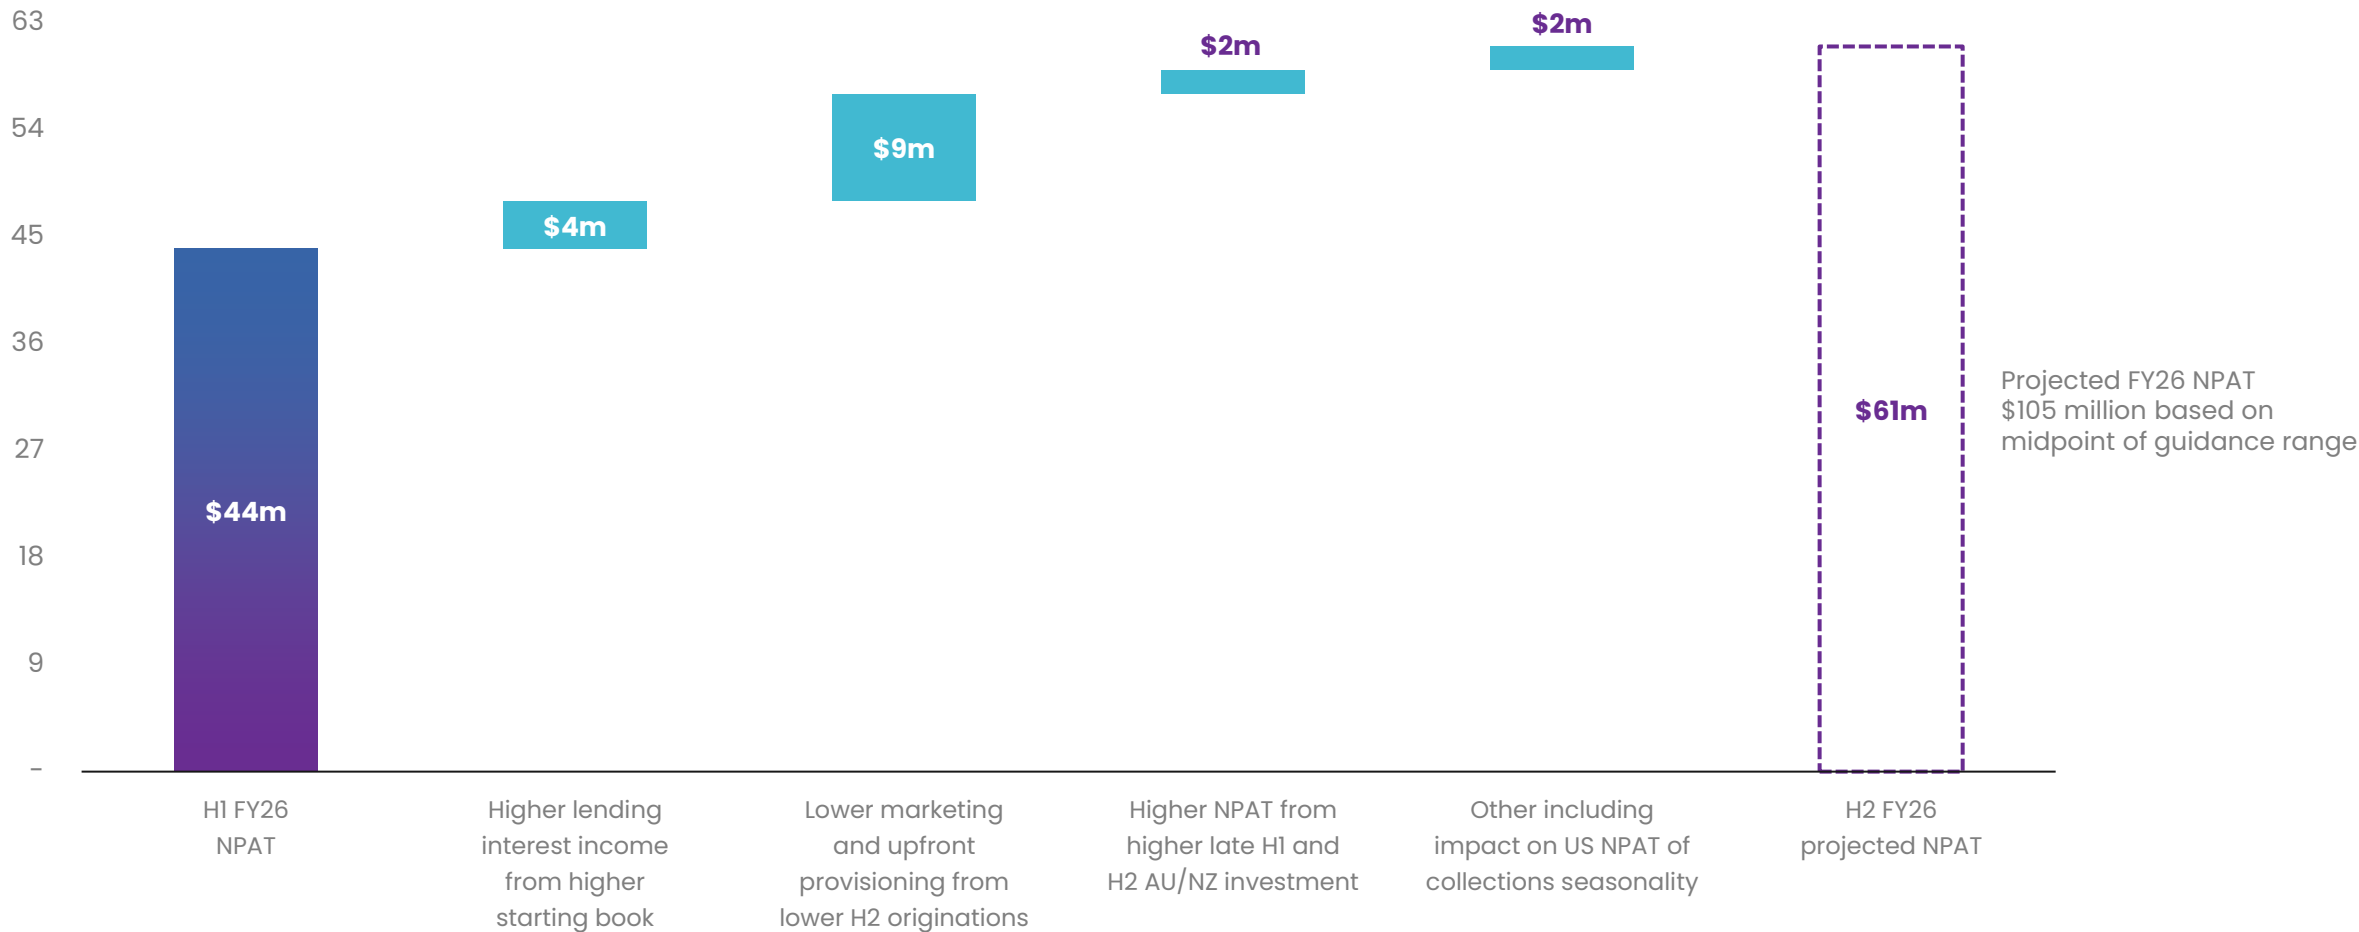 63
54
45
36
27
18
9
–
$44m
$4m
$9m
$2m
$2m
$61m
Projected FY26 NPAT
$105 million based on
midpoint of guidance range
H1 FY26
NPAT
Higher lending
interest income
from higher
starting book
Lower marketing
and upfront
provisioning from
lower H2 originations
Higher NPAT from
higher late H1 and
H2 AU/NZ investment
Other including
impact on US NPAT of
collections seasonality
H2 FY26
projected NPAT